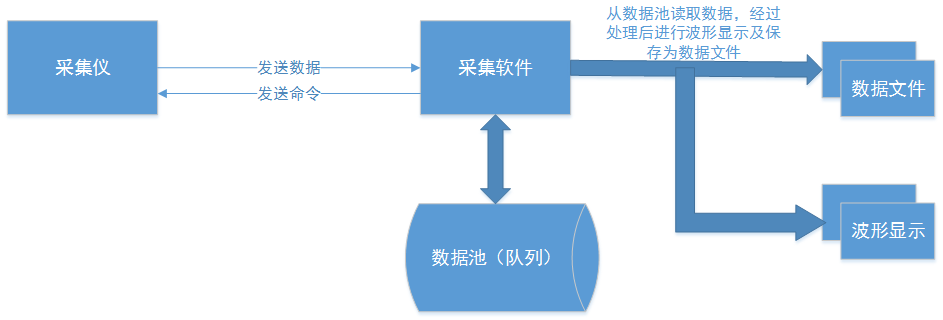 从数据池读取数据，经过
处理后进行波形显示及保
存为数据文件
采集仪
发送数据
发送命令
采集软件
数据文件
波形显示
数据池（队列）